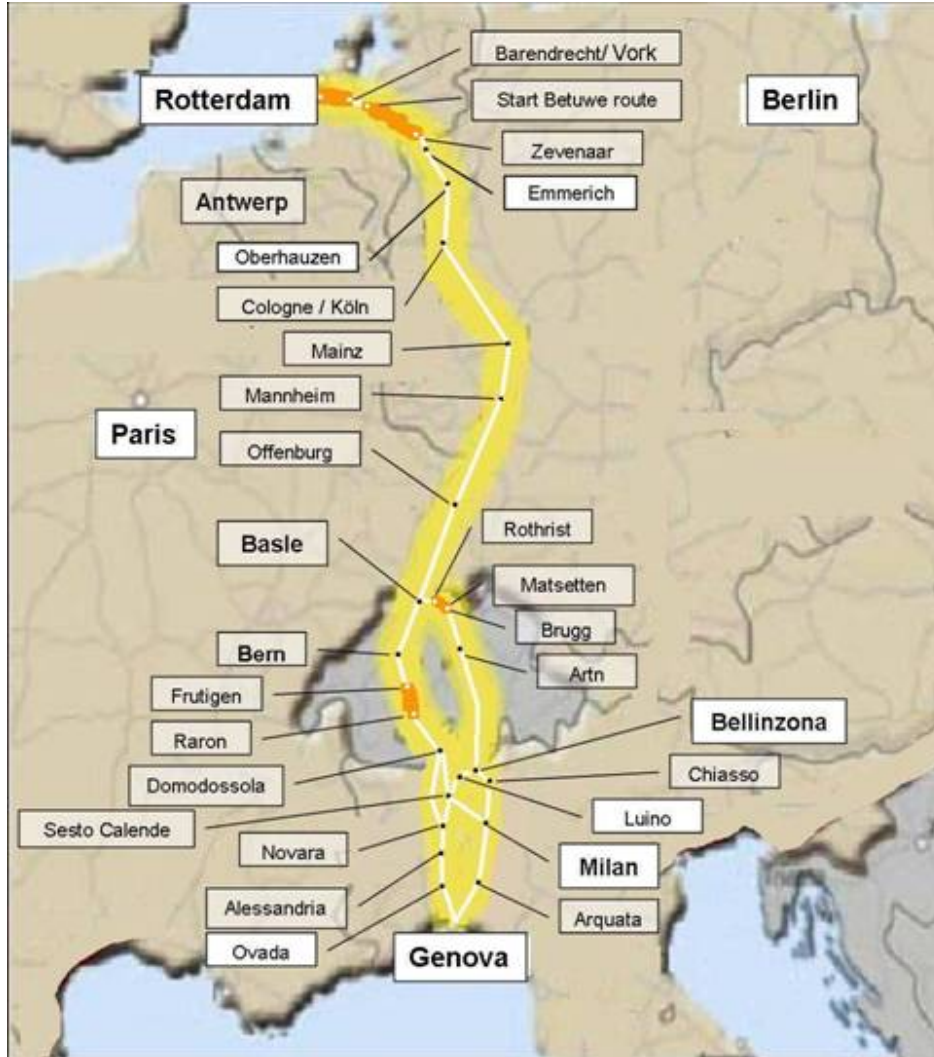 Barendrecht/ Vork
Rotterdam
Start Betuwe route
Berlin
Zevenaar
Emmerich
Antwerp
Oberhauzen
Cologne / Köln
Mainz
Mannheim
Paris
Offenburg
Rothrist
Basle
Matsetten
Brugg
Bern
Artn
Frutigen
Raron
Bellinzona
Domodossola
Chiasso
Sesto Calende
Luino
Novara
Milan
Alessandria
Arquata
Ovada
Genova